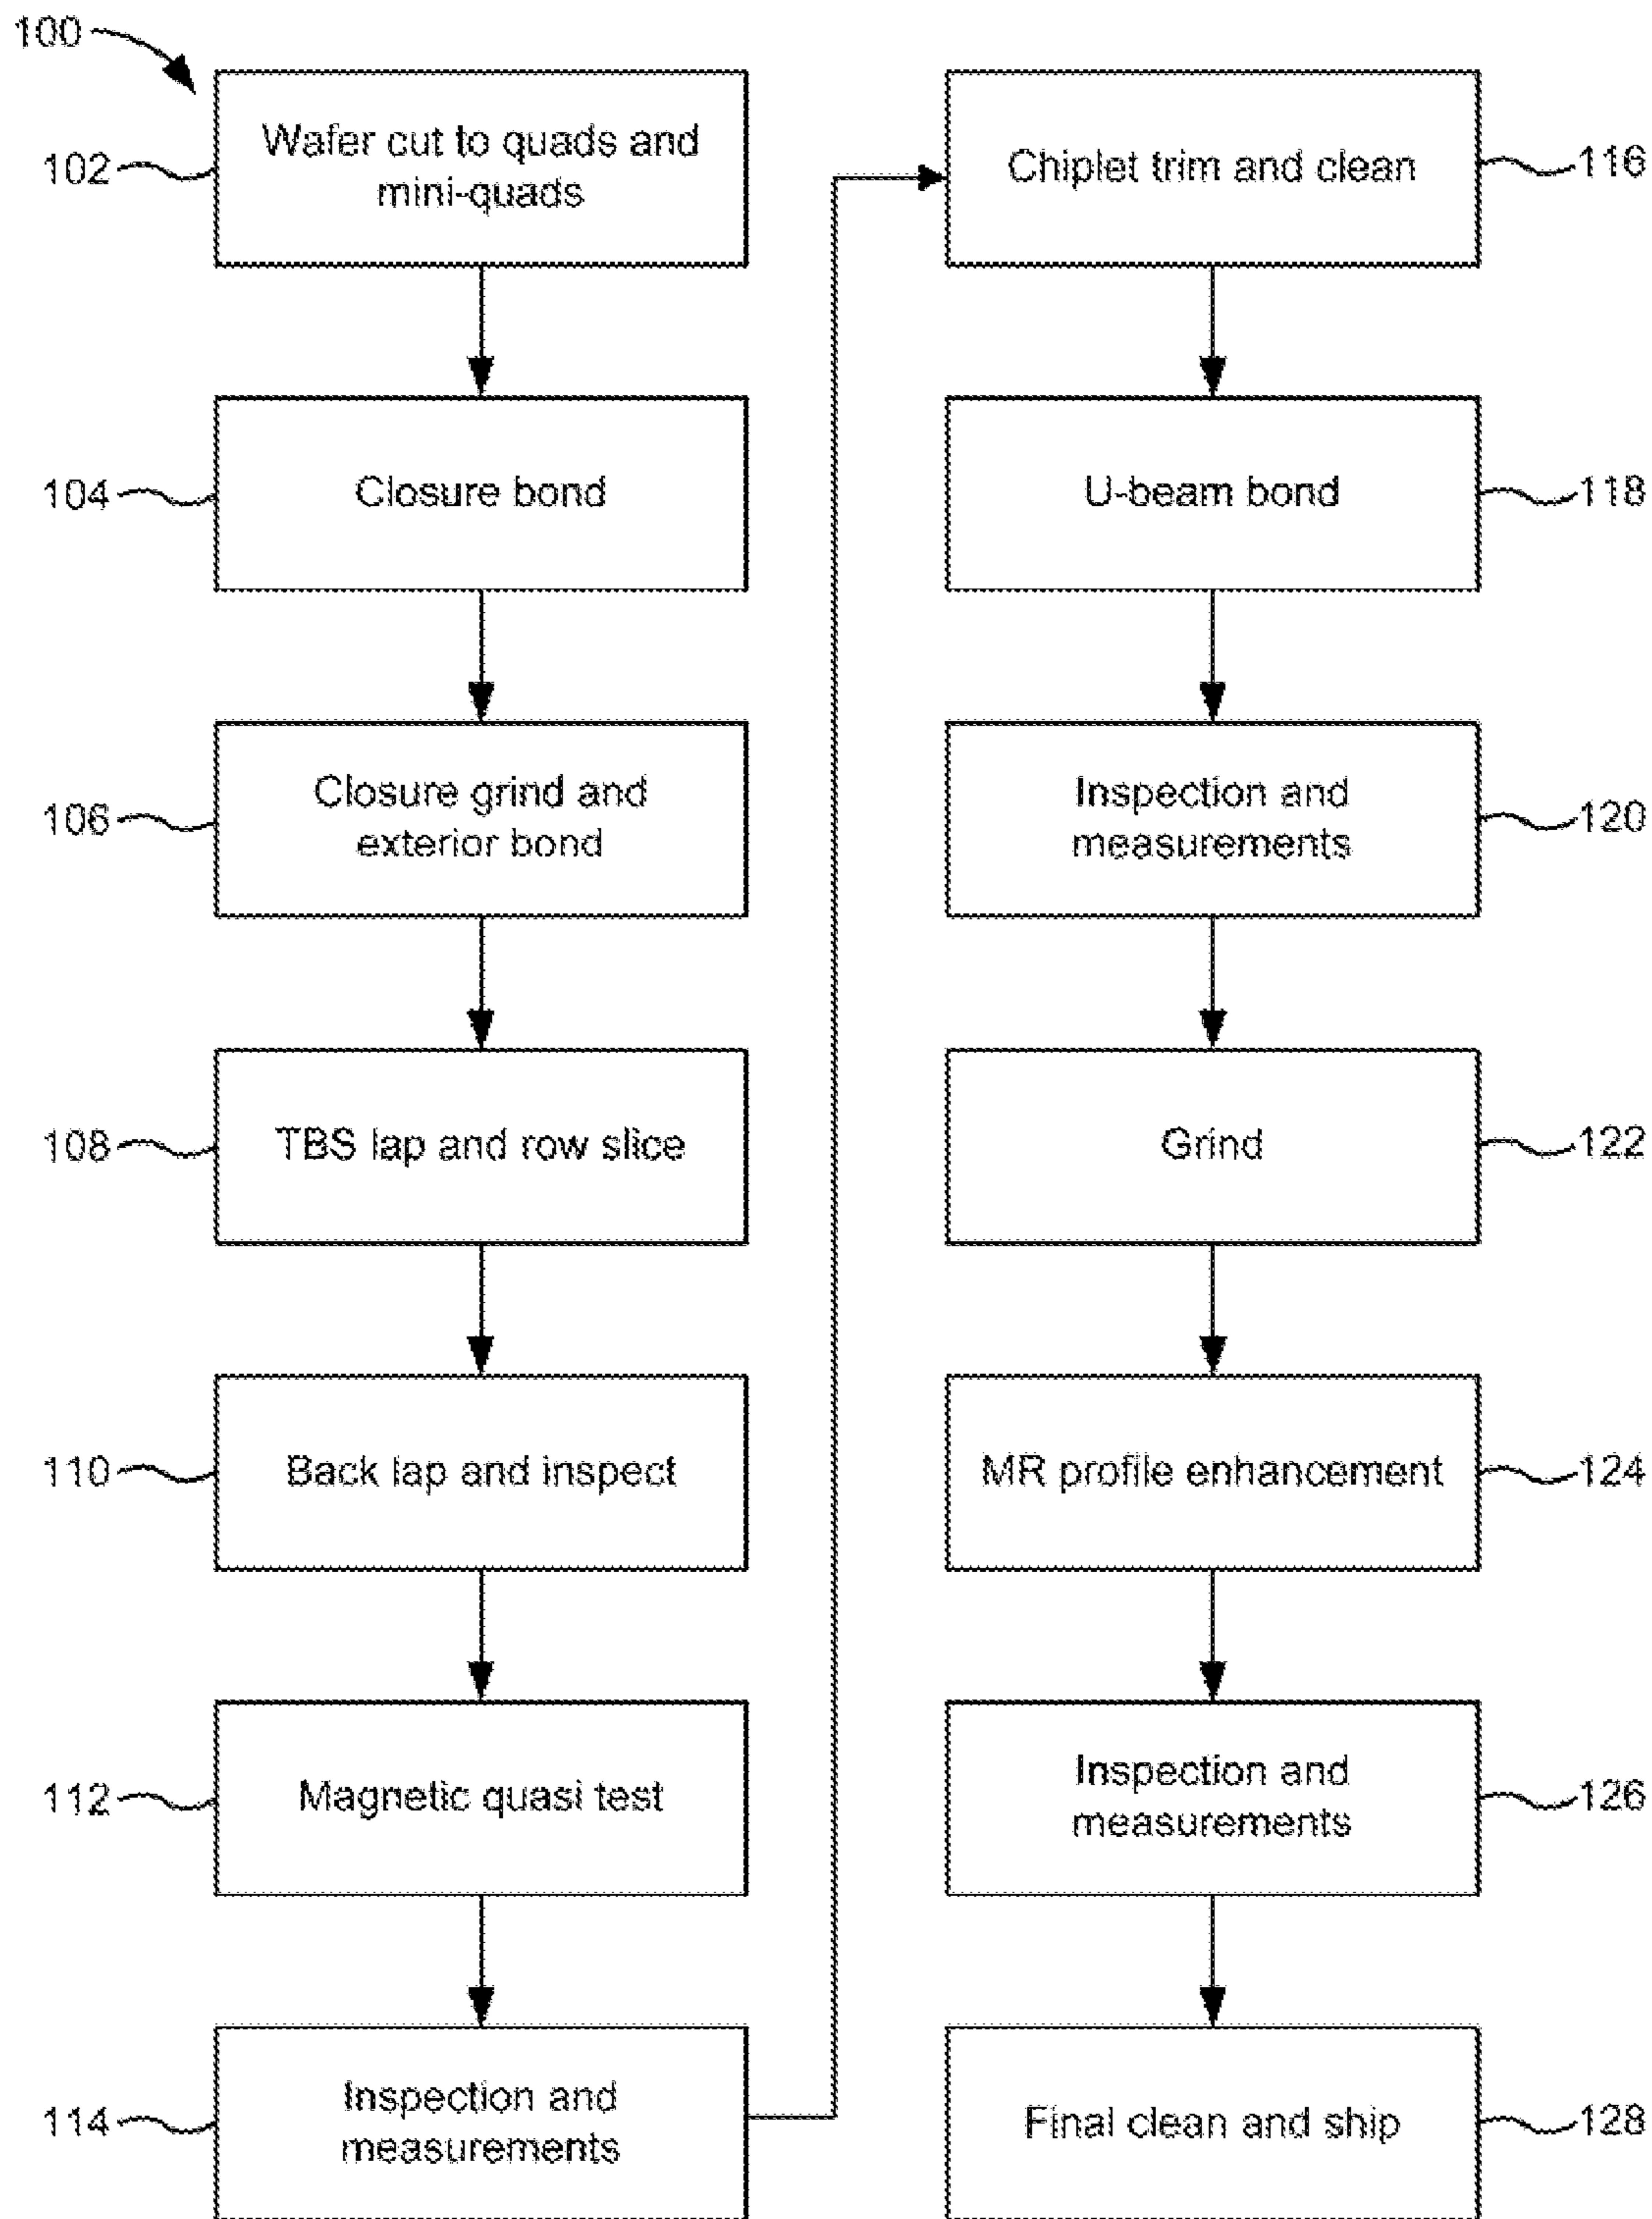 100
102
Wafer cut to quads and
mini-quads
104
Closure bond
106
Closure grind and
exterior bond
108
TBS lap and row slice
110
Back lap and inspect
112
Magnetic quasi test
114
Inspection and
measurements
Chiplet trim and clean
116
U-beam bond
118
Inspection and
measurements
120
Grind
122
MR profile enhancement
124
Inspection and
measurements
126
Final clean and ship
128